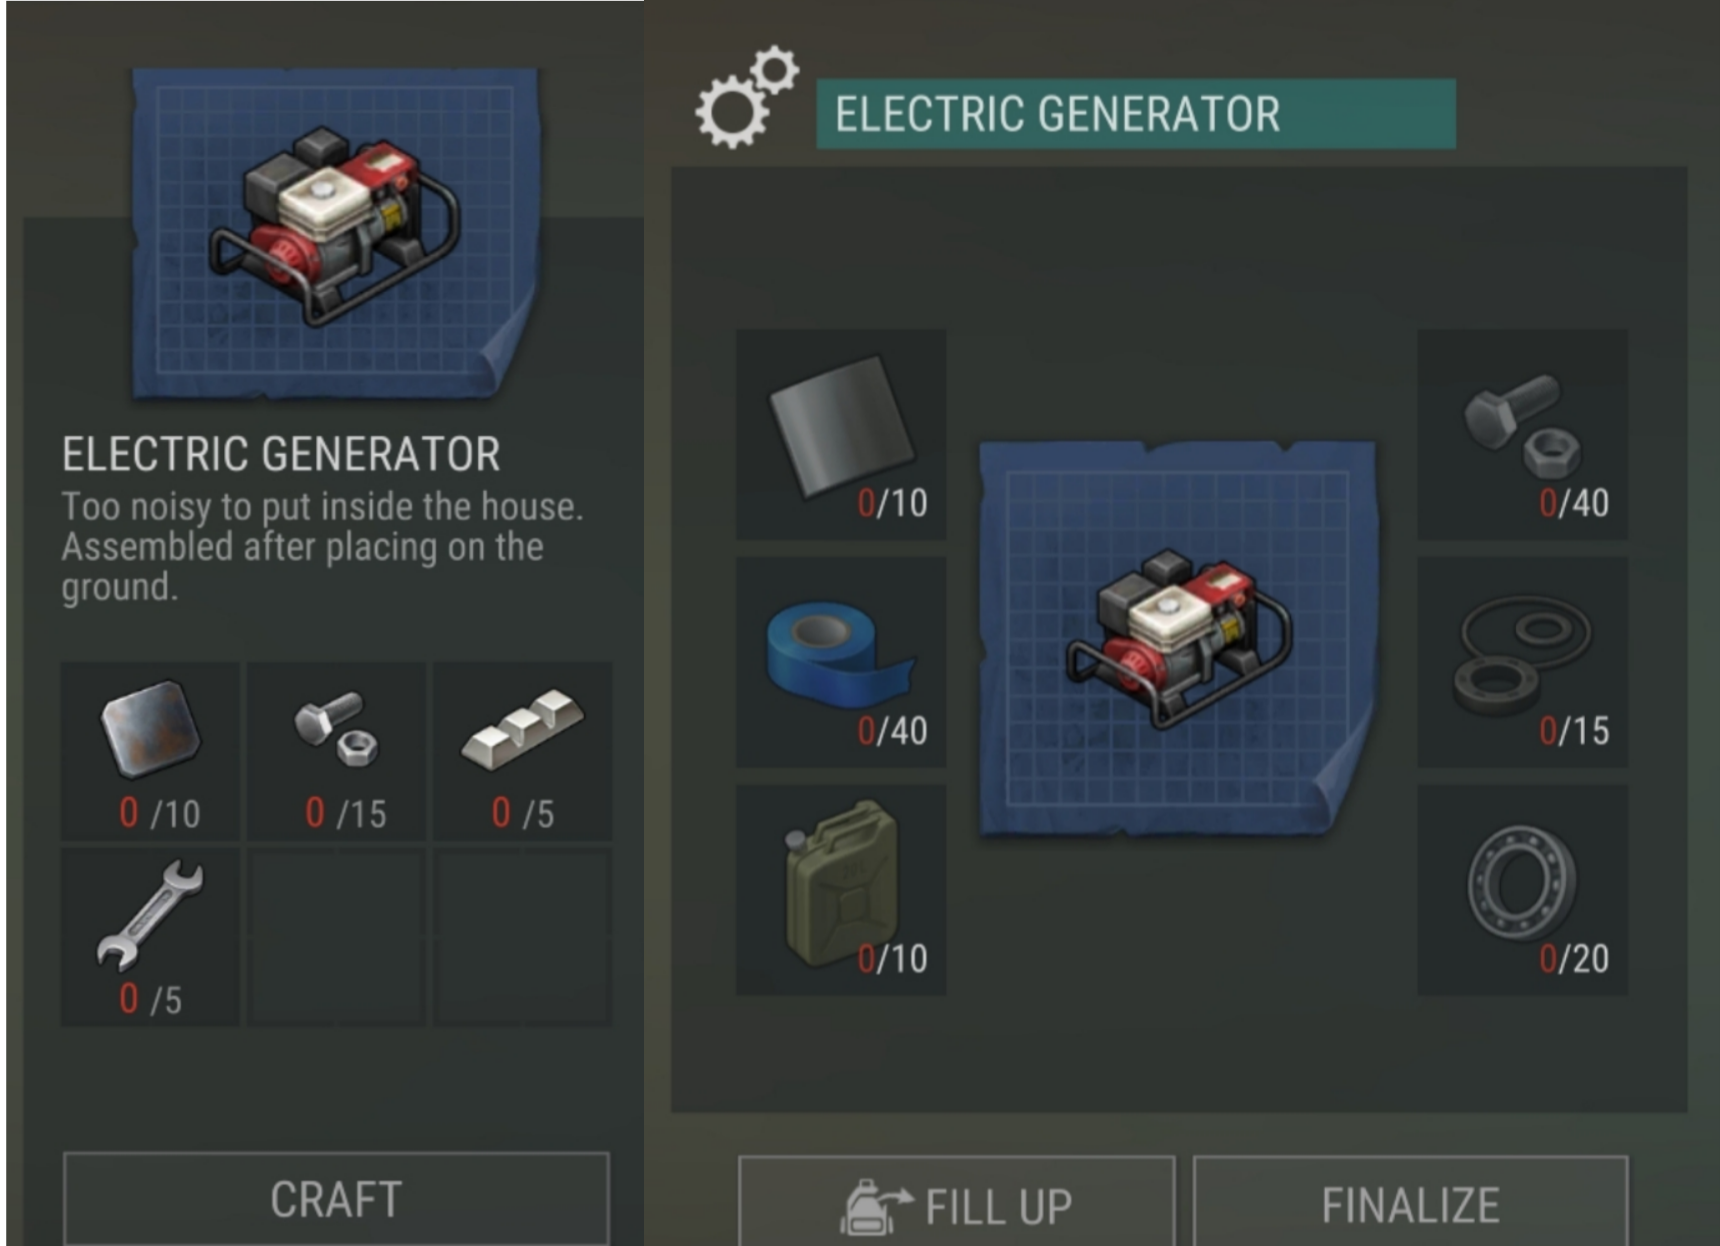 ELECTRIC GENERATOR
Too noisy to put inside the house.
Assembled after placing on the
ground.
0 /10
0 /15
0 /5
0 /5
CRAFT
ELECTRIC GENERATOR
0/10
0/40
0/40
0/15
0/10
0/20
FILL UP
FINALIZE